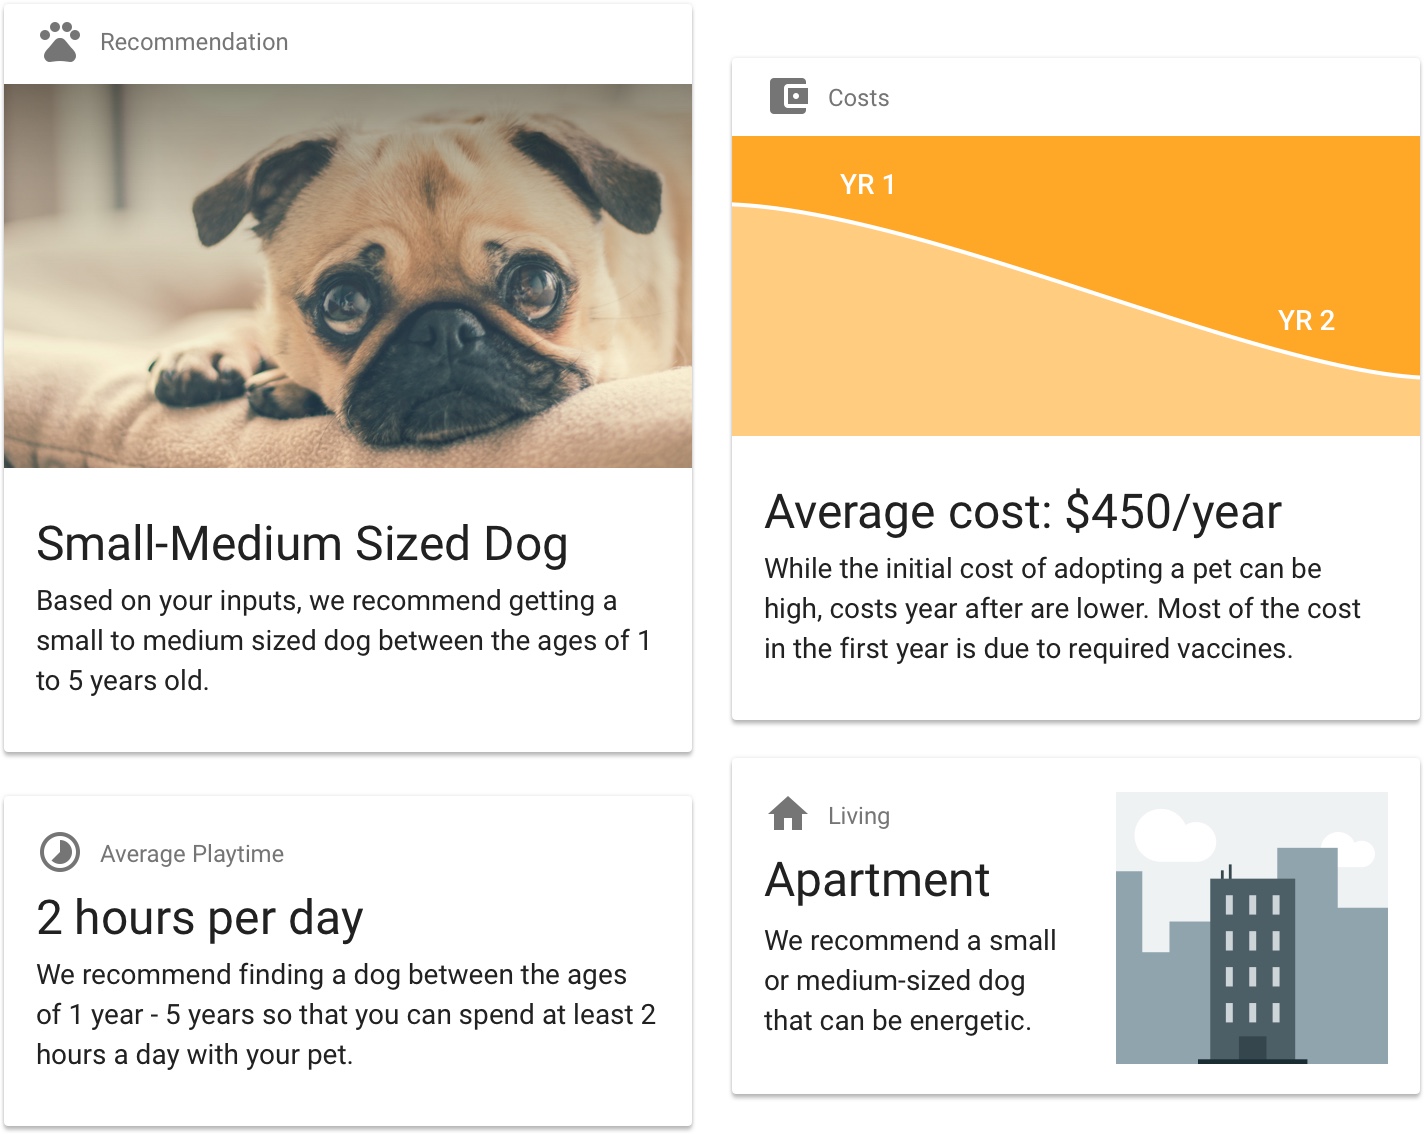 Recommendation
Small-Medium Sized Dog
Based on your inputs, we recommend getting a
small to medium sized dog between the ages of 1
to 5 years old.
Average Playtime
2 hours per day
We recommend finding a dog between the ages
of 1 year - 5 years so that you can spend at least 2
hours a day with your pet.
Costs
YR 1
YR 2
Average cost: $450/year
While the initial cost of adopting a pet can be
high, costs year after are lower. Most of the cost
in the first year is due to required vaccines.
Living
Apartment
We recommend a small
or medium-sized dog
that can be energetic.